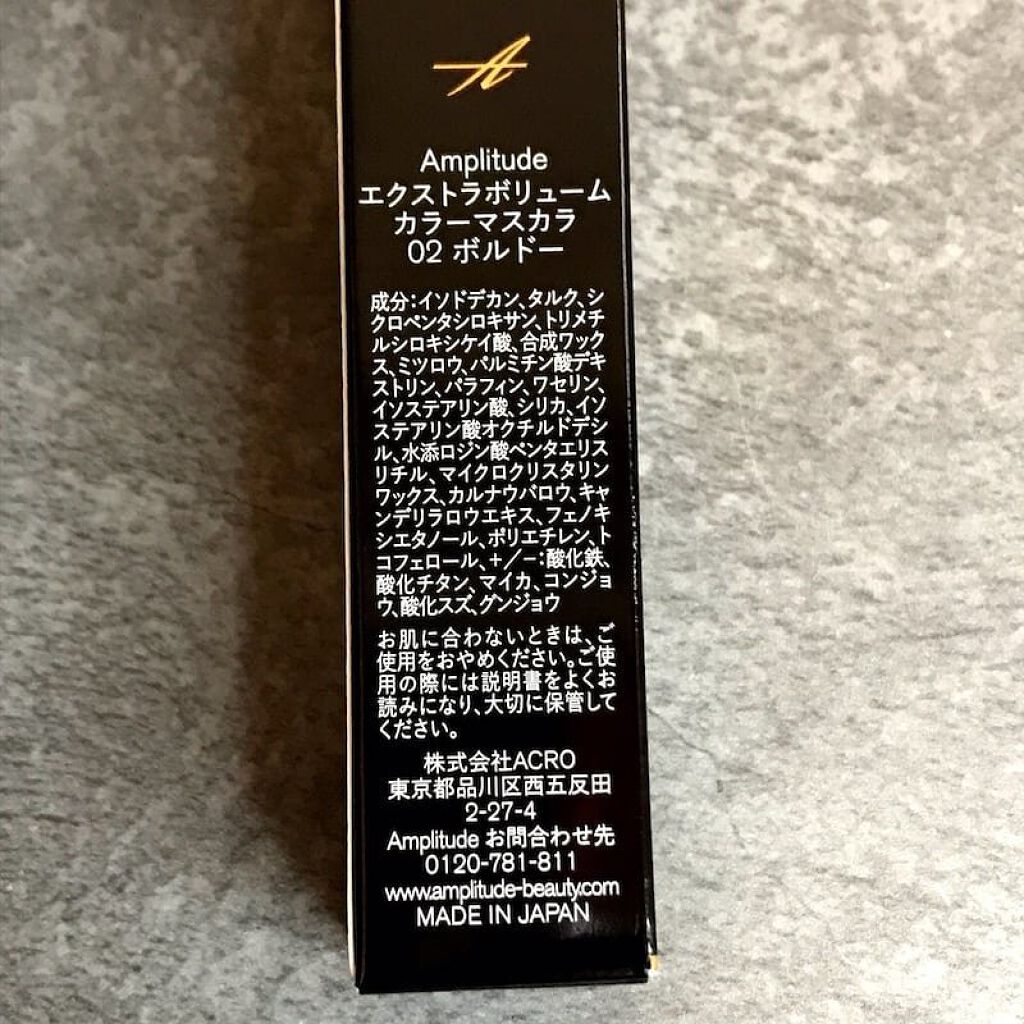 Amplitude
エクストラボリューム
カラーマスカラ
02 ボルドー
成分:イソドデカン、タルク、シ
クロペンタシロキサン、トリメチ
ルシロキシケイ酸、合成ワック
ス、ミツロウ、パルミチン酸デキ
ストリン、パラフィン、ワセリン、
イソステアリン酸、シリカ、イソ
ステアリン酸オクチルドデシ
ル、水添ロジン酸ペンタエリス
リチル、マイクロクリスタリン
ワックス、カルナウバロウ、キャ
ンデリラロウエキス、フェノキ
シエタノール、ポリエチレン、ト
コフェロール、+/-:酸化鉄、
酸化チタン、マイカ、コンジョ
ウ、酸化スズ、グンジョウ
お肌に合わないときは、ご
使用をおやめください。ご使
用の際には説明書をよくお
読みになり、大切に保管して
ください。
株式会社ACRO
東京都品川区西五反田
2-27-4
Amplitude お問合わせ先
0120-781-811
www.amplitude-beauty.com
MADE IN JAPAN